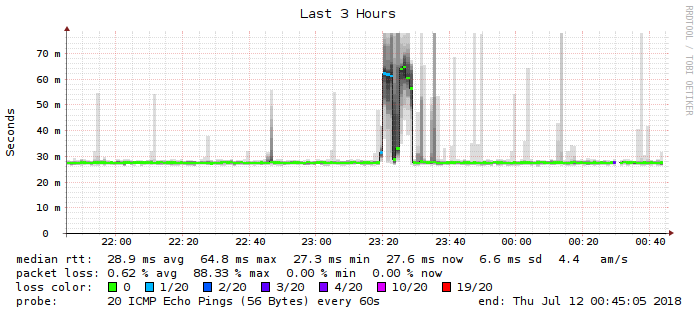 Last 3 Hours
RRDTOOL / TOBI OETIKER
Seconds
70 m
60 m
50 m
40 m
30 m
20 m
10 m
0
22:00 22:20 22:40 23:00 23:20 23:40 00:00 00:20 00:40
median rtt: 28.9 ms avg 64.8 ms max 27.3 ms min 27.6 ms now 6.6 ms sd 4.4 am/s
packet loss: 0.62 % avg 88.33 % max 0.00 % min 0.00 % now
loss color: 0 1/20 2/20 3/20 4/20 10/20 19/20
probe: 20 ICMP Echo Pings (56 Bytes) every 60s end: Thu Jul 12 00:45:05 2018